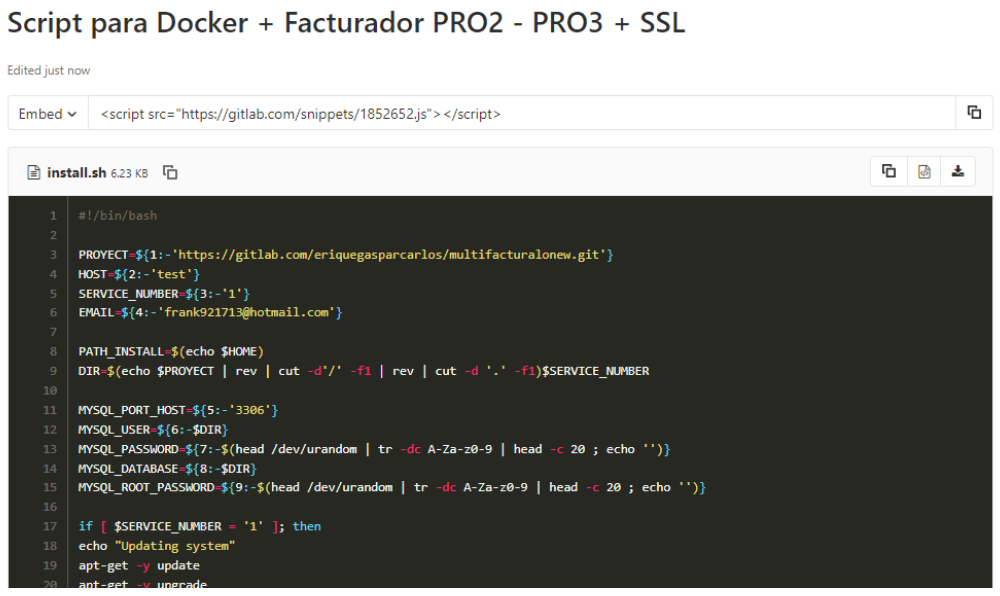 Script para Docker + Facturador PRO2 - PRO3 + SSL
Edited just now
Embed <script src="https://gitlab.com/snippets/1852652.js"></script>
install.sh 6.23 KB
1 #!/bin/bash
2
3 PROYECT=${1:-'https://gitlab.com/eriquegasparcarlos/multifacturalonew.git'}
4 HOST=${2:-'test'}
5 SERVICE_NUMBER=${3:-'1'}
6 EMAIL=${4:-'frank921713@hotmail.com'}
7
8 PATH_INSTALL=$(echo $HOME)
9 DIR=$(echo $PROYECT | rev | cut -d'/' -f1 | rev | cut -d '.' -f1)$SERVICE_NUMBER
10
11 MYSQL_PORT_HOST=${5:-'3306'}
12 MYSQL_USER=${6:-$DIR}
13 MYSQL_PASSWORD=${7:-$(head /dev/urandom | tr -dc A-Za-z0-9 | head -c 20 ; echo '')}
14 MYSQL_DATABASE=${8:-$DIR}
15 MYSQL_ROOT_PASSWORD=${9:-$(head /dev/urandom | tr -dc A-Za-z0-9 | head -c 20 ; echo '')}
16
17 if [ $SERVICE_NUMBER = '1' ]; then
18 echo "Updating system"
19 apt-get -y update
20 apt-get -y upgrade